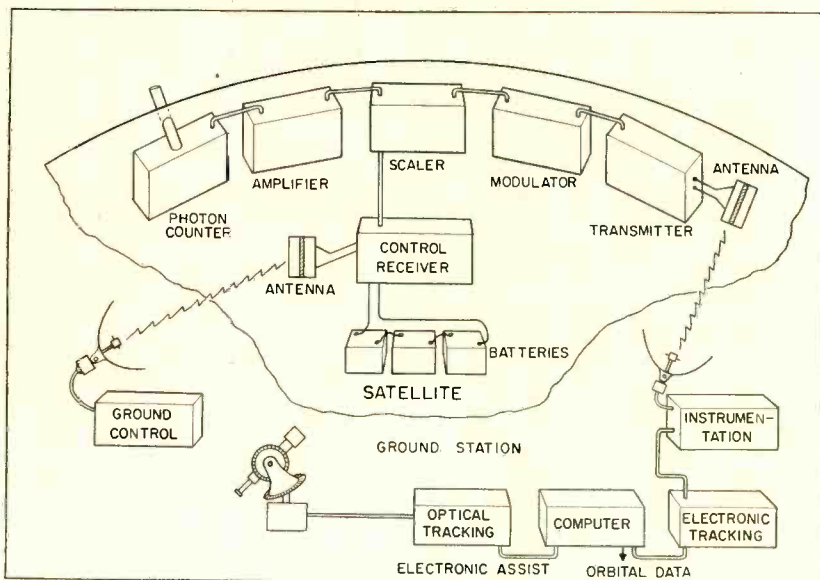 PHOTON
COUNTER
AMPLIFIER
SCALER
MODULATOR
TRANSMITTER
ANTENNA
ANTENNA
CONTROL
RECEIVER
BATTERIES
SATELLITE
GROUND
CONTROL
GROUND STATION
INSTRUMEN-
TATION
OPTICAL
TRACKING
COMPUTER
ELECTRONIC
TRACKING
ELECTRONIC ASSIST
ORBITAL DATA